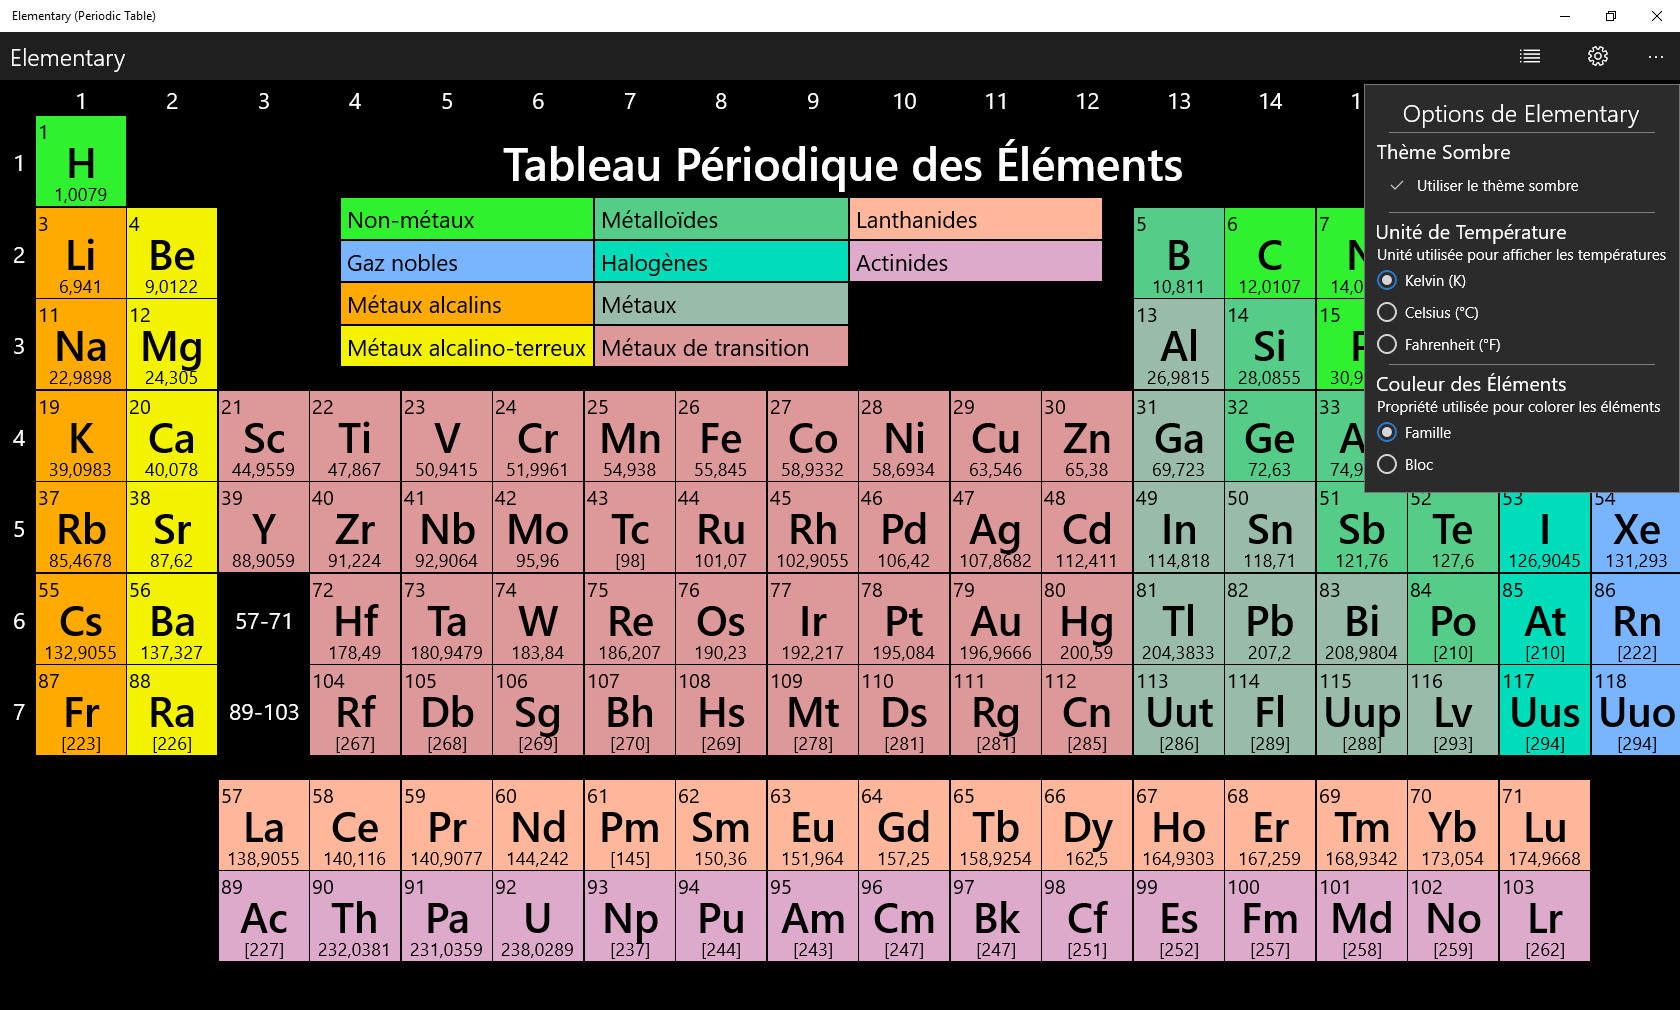 Elementary (Periodic Table)
Elementary
1 2 3 4 5 6 7 8 9 10 11 12 13 14 1
Options de Elementary
Thème Sombre
Utiliser le thème sombre
Unité de Température
Unité utilisée pour afficher les températures
Kelvin (K)
Celsius (°C)
Fahrenheit (°F)
Couleur des Éléments
Propriété utilisée pour colorer les éléments
Famille
Bloc
Tableau Périodique des Éléments
Non-métaux Métalloïdes Lanthanides
Gaz nobles Halogènes Actinides
Métaux alcalins Métaux
Métaux alcalino-terreux Métaux de transition
1
1 H
1,0079
3 4 5 6 7
2 Li Be B C
6,941 9,0122 10,811 12,0107 14,0
11 12 13 14 15
3 Na Mg Al Si
22,9898 24,305 26,9815 28,0855 30,9
19 20 21 22 23 24 25 26 27 28 29 30 31 32 33
4 K Ca Sc Ti V Cr Mn Fe Co Ni Cu Zn Ga Ge A
39,0983 40,078 44,9559 47,867 50,9415 51,9961 54,938 55,845 58,9332 58,6934 63,546 65,38 69,723 72,63 74,9
37 38 39 40 41 42 43 44 45 46 47 48 49 50 51 52 53 54
5 Rb Sr Y Zr Nb Mo Tc Ru Rh Pd Ag Cd In Sn Sb Te I Xe
85,4678 87,62 88,9059 91,224 92,9064 95,96 [98] 101,07 102,9055 106,42 107,8682 112,411 114,818 118,71 121,76 127,6 126,9045 131,293
55 56 72 73 74 75 76 77 78 79 80 81 82 83 84 85 86
6 Cs Ba 57-71 Hf Ta W Re Os Ir Pt Au Hg Tl Pb Bi Po At Rn
132,9055 137,327 178,49 180,9479 183,84 186,207 190,23 192,217 195,084 196,9666 200,59 204,3833 207,2 208,9804 [210] [210] [222]
87 88 104 105 106 107 108 109 110 111 112 113 114 115 116 117 118
7 Fr Ra 89-103 Rf Db Sg Bh Hs Mt Ds Rg Cn Uut Fl Uup Lv Uus Uuo
[223] [226] [267] [268] [269] [270] [269] [278] [281] [281] [285] [286] [289] [288] [293] [294] [294]
57 58 59 60 61 62 63 64 65 66 67 68 69 70 71
La Ce Pr Nd Pm Sm Eu Gd Tb Dy Ho Er Tm Yb Lu
138,9055 140,116 140,9077 144,242 [145] 150,36 151,964 157,25 158,9254 162,5 164,9303 167,259 168,9342 173,054 174,9668
89 90 91 92 93 94 95 96 97 98 99 100 101 102 103
Ac Th Pa U Np Pu Am Cm Bk Cf Es Fm Md No Lr
[227] 232,0381 231,0359 238,0289 [237] [244] [243] [247] [247] [251] [252] [257] [258] [259] [262]